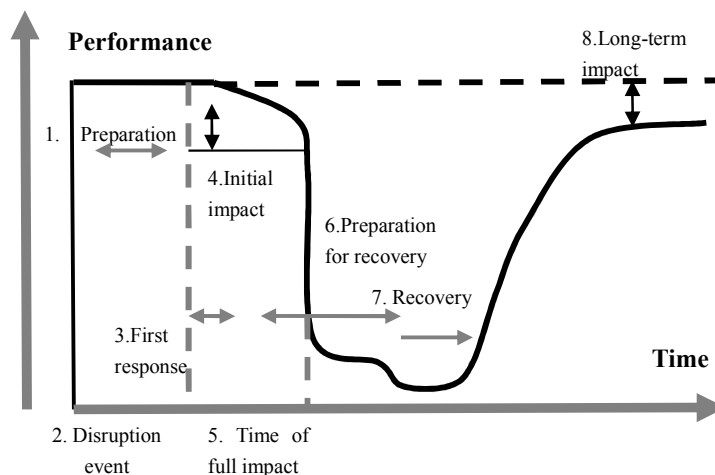 Performance
8.Long-term
impact
1. Preparation
4.Initial
impact
6.Preparation
for recovery
7. Recovery
3.First
response
Time
2. Disruption
event
5. Time of
full impact